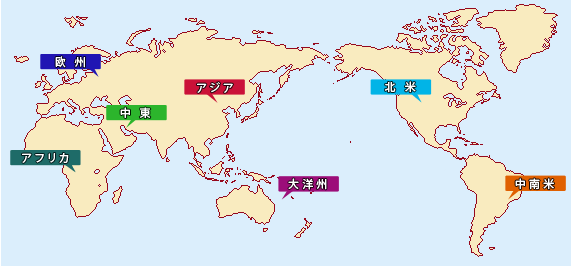 欧 州
アジア
北 米
中 東
アフリカ
大洋州
中南米